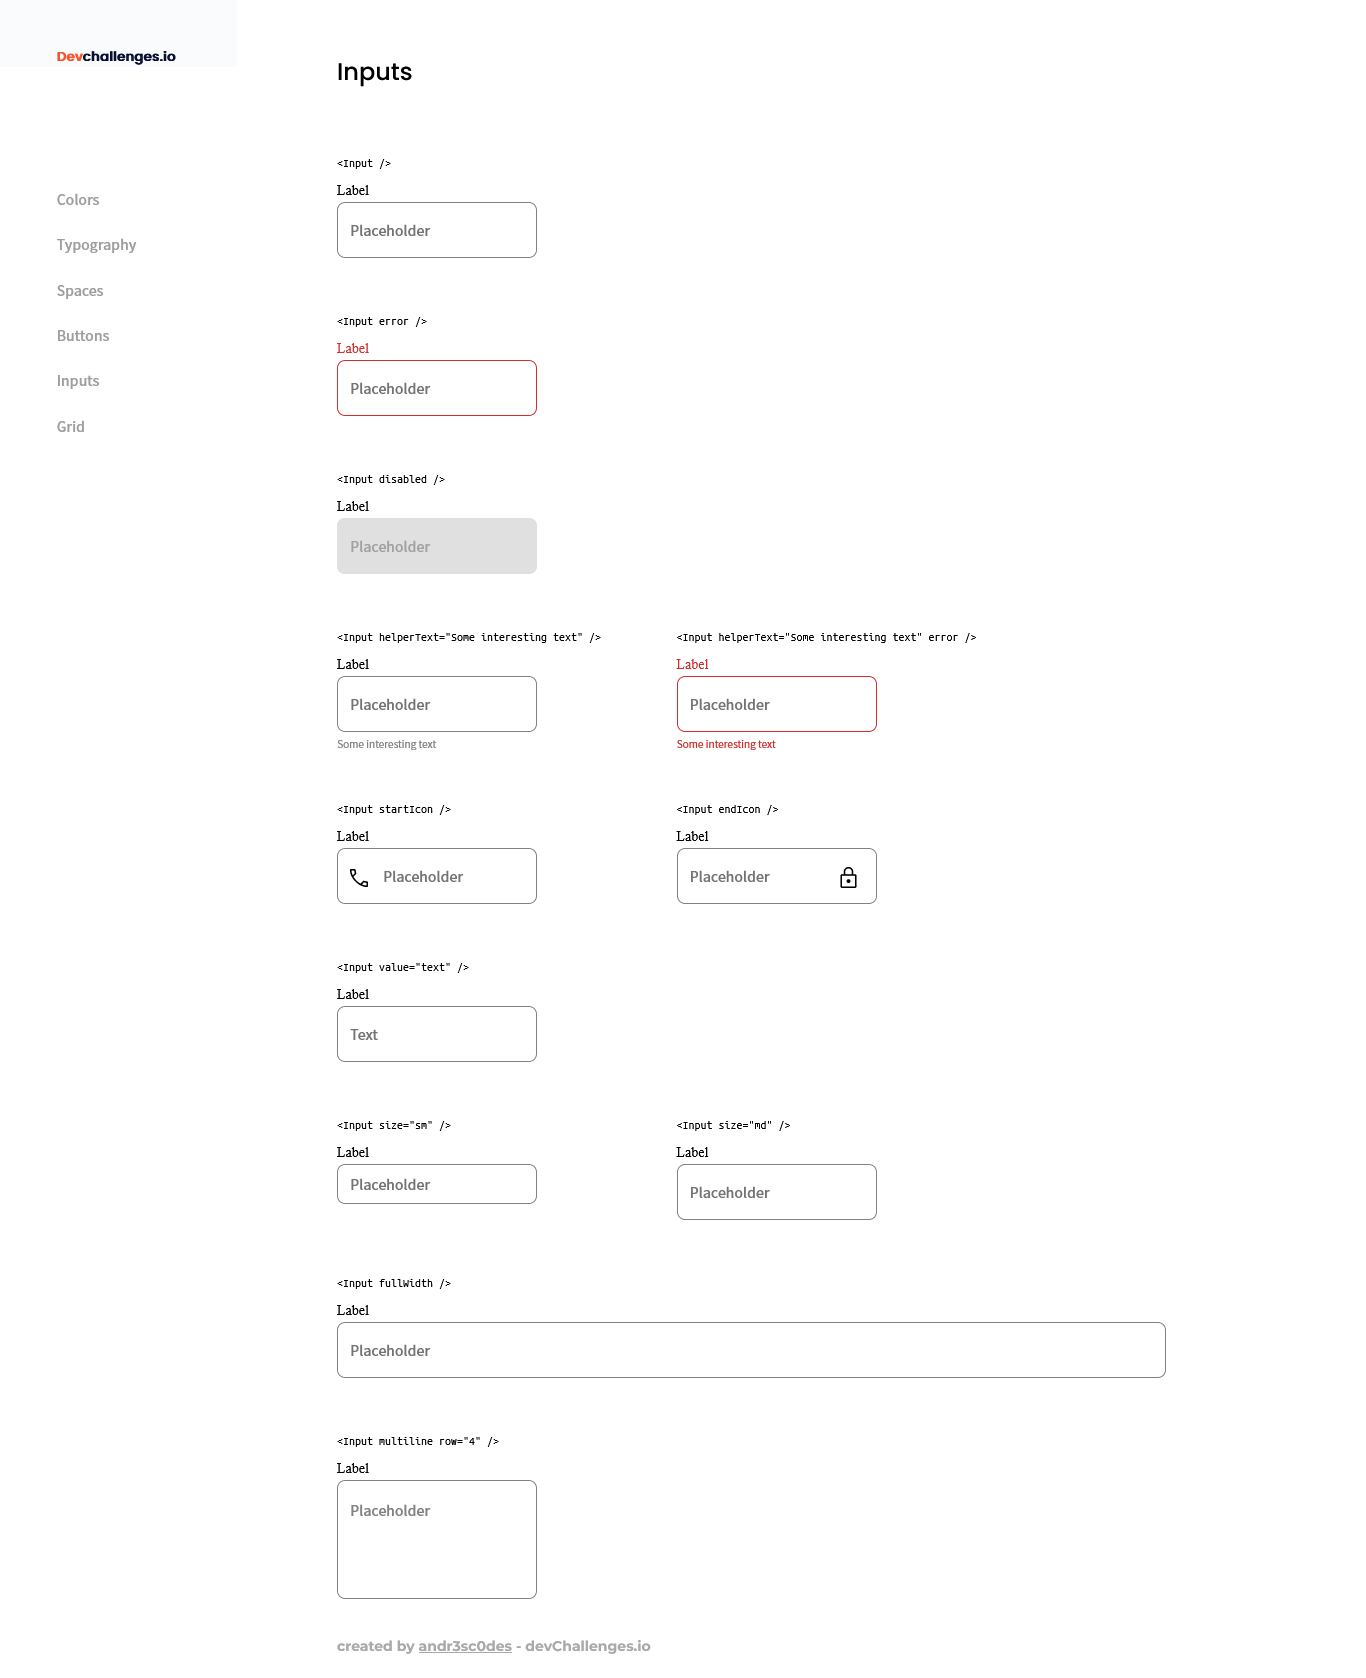 Devchallenges.io
Colors
Typography
Spaces
Buttons
Inputs
Grid
Inputs
<Input />
Label
Placeholder
<Input error />
Label
Placeholder
<Input disabled />
Label
Placeholder
<Input helperText="Some interesting text" />
Label
Placeholder
Some interesting text
<Input helperText="Some interesting text" error />
Label
Placeholder
Some interesting text
<Input startIcon />
Label
Placeholder
<Input endIcon />
Label
Placeholder
<Input value="text" />
Label
Text
<Input size="sm" />
Label
Placeholder
<Input size="md" />
Label
Placeholder
<Input fullWidth />
Label
Placeholder
<Input multiline row="4" />
Label
Placeholder
created by andr3sc0des - devChallenges.io